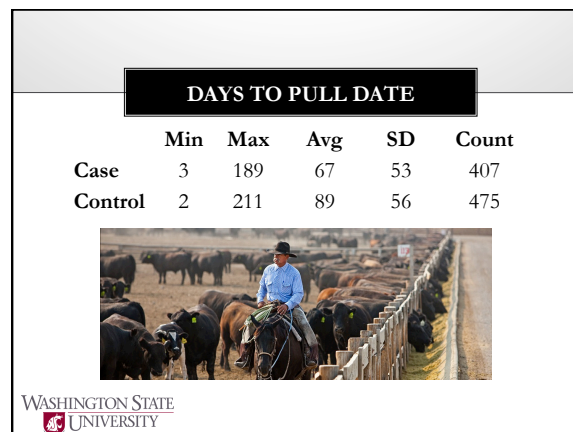 DAYS TO PULL DATE
Min Max Avg SD Count
Case 3 189 67 53 407
Control 2 211 89 56 475
WASHINGTON STATE
UNIVERSITY